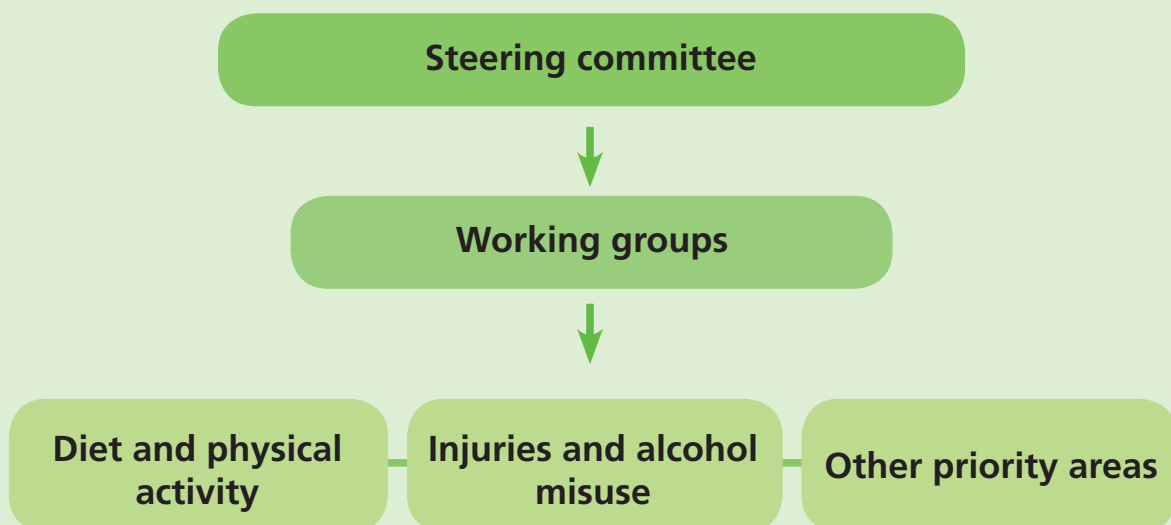 Steering committee
Working groups
Diet and physical
activity
Injuries and alcohol
misuse
Other priority areas